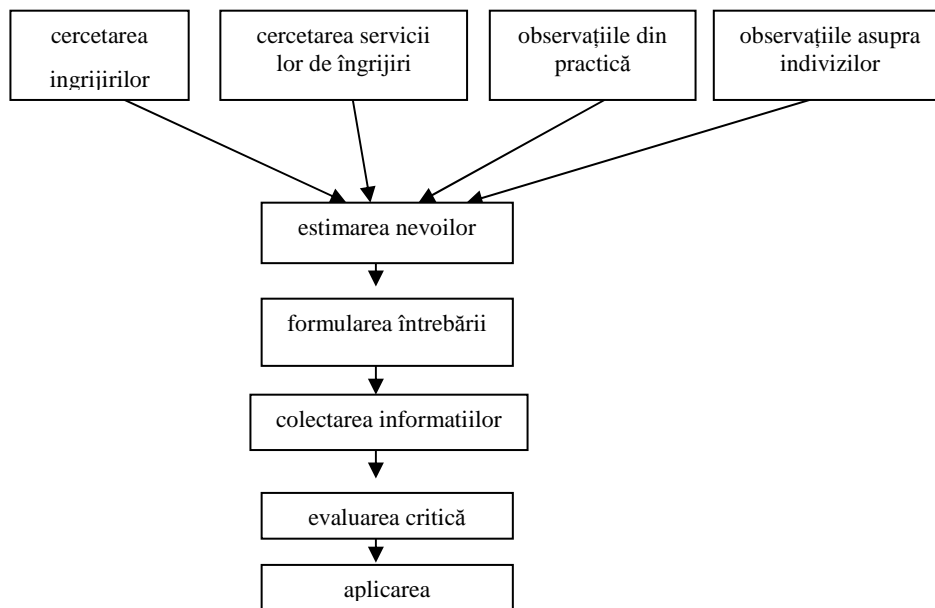 cercetarea
ingrijirilor
cercetarea servicii
lor de îngrijiri
observațiile din
practică
observațiile asupra
indivizilor
estimarea nevoilor
formularea întrebării
colectarea informatiilor
evaluarea critică
aplicarea